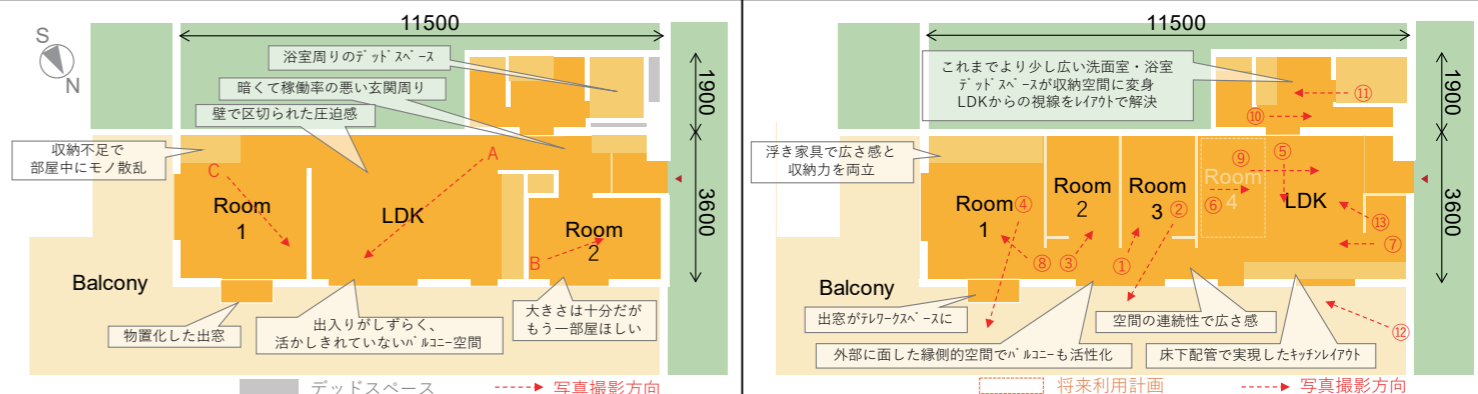 11500
S
N
浴室周りのデッドスペース
暗くて稼働率の悪い玄関周り
壁で区切られた圧迫感
収納不足で
部屋中にモノ散乱
1900
3600
A
C
B
Room
1
LDK
Room
2
Balcony
物置化した出窓
出入りがしずらく、
活かしきれていないバルコニー空間
大きさは十分だが
もう一部屋ほしい
デッドスペース
写真撮影方向
11500
これまでより少し広い洗面室・浴室
デッドスペースが収納空間に変身
LDKからの視線をレイアウトで解決
⑪
⑩
1900
3600
浮き家具で広さ感と
収納力を両立
Room
1
④
Room
2
Room
3
②
Room
4
⑨
⑤
⑥
LDK
⑬
⑦
⑧
③
①
⑫
Balcony
出窓がテレワークスペースに
空間の連続性で広さ感
外部に面した縁側的空間でバルコニーも活性化
床下配管で実現したキッチンレイアウト
将来利用計画
写真撮影方向